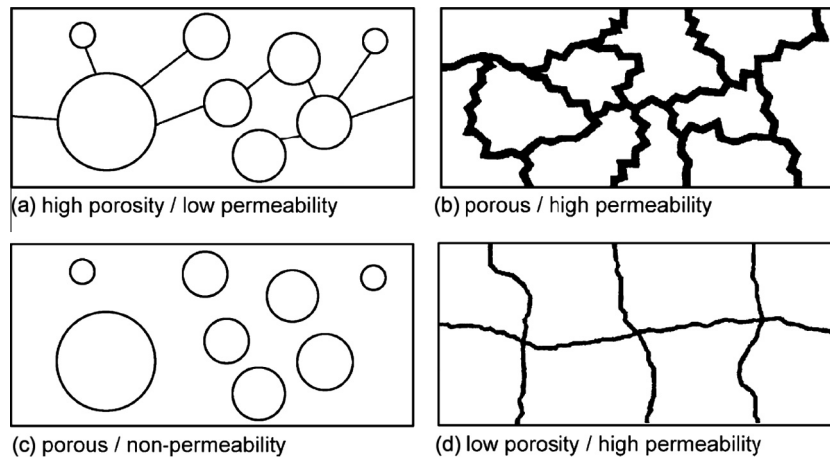 (a) high porosity / low permeability
(b) porous / high permeability
(c) porous / non-permeability
(d) low porosity / high permeability